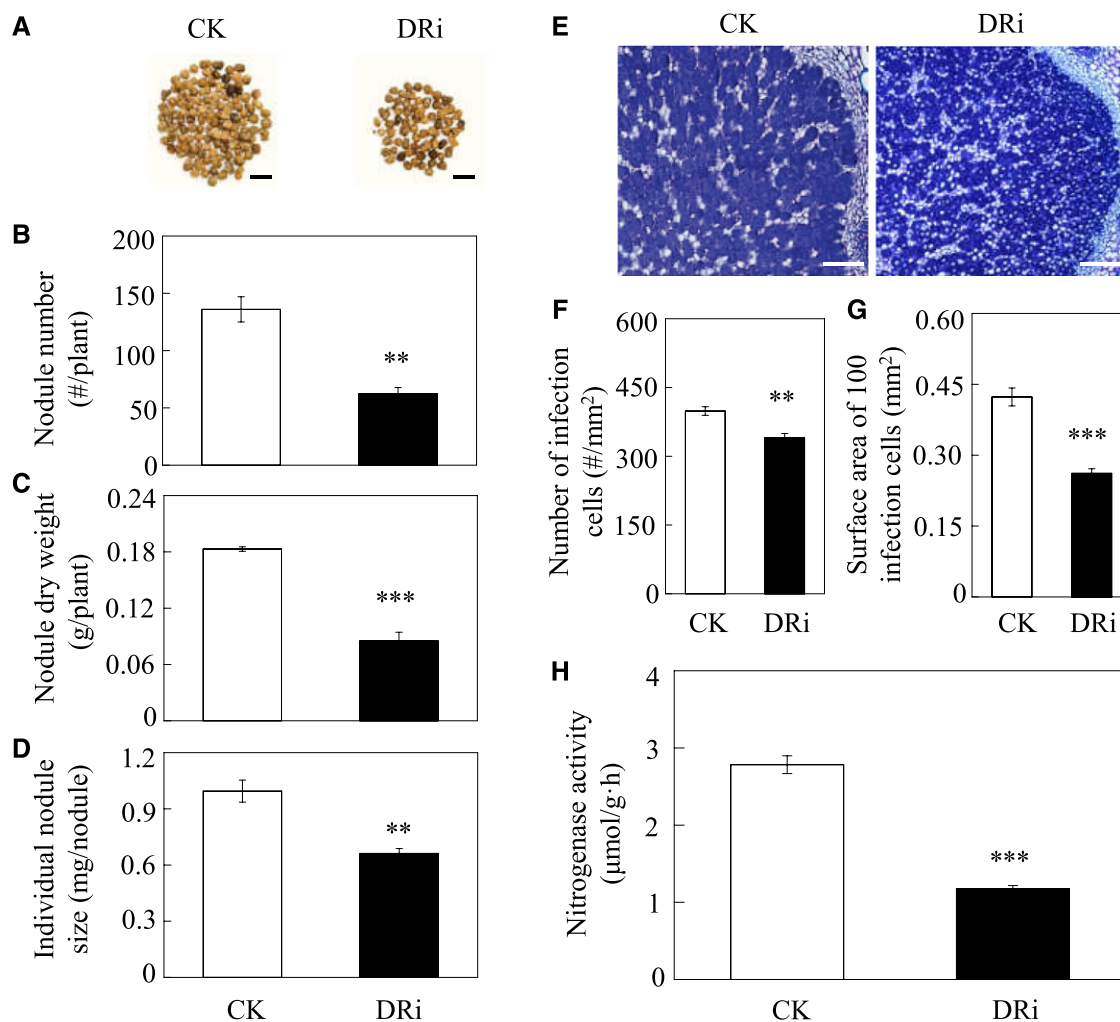 A
CK
DRi
B
Nodule number
(#/plant)
200
150
100
50
0
**
C
Nodule dry weight
(g/plant)
0.24
0.18
0.12
0.06
0
***
D
Individual nodule
size (mg/nodule)
1.2
0.9
0.6
0.3
0
**
CK
DRi
E
CK
DRi
F
Number of infection
cells (#/mm²)
600
450
300
150
0
**
CK
DRi
G
Surface area of 100
infection cells (mm²)
0.60
0.45
0.30
0.15
0
***
CK
DRi
H
Nitrogenase activity
(μmol/g·h)
4
3
2
1
0
***
CK
DRi